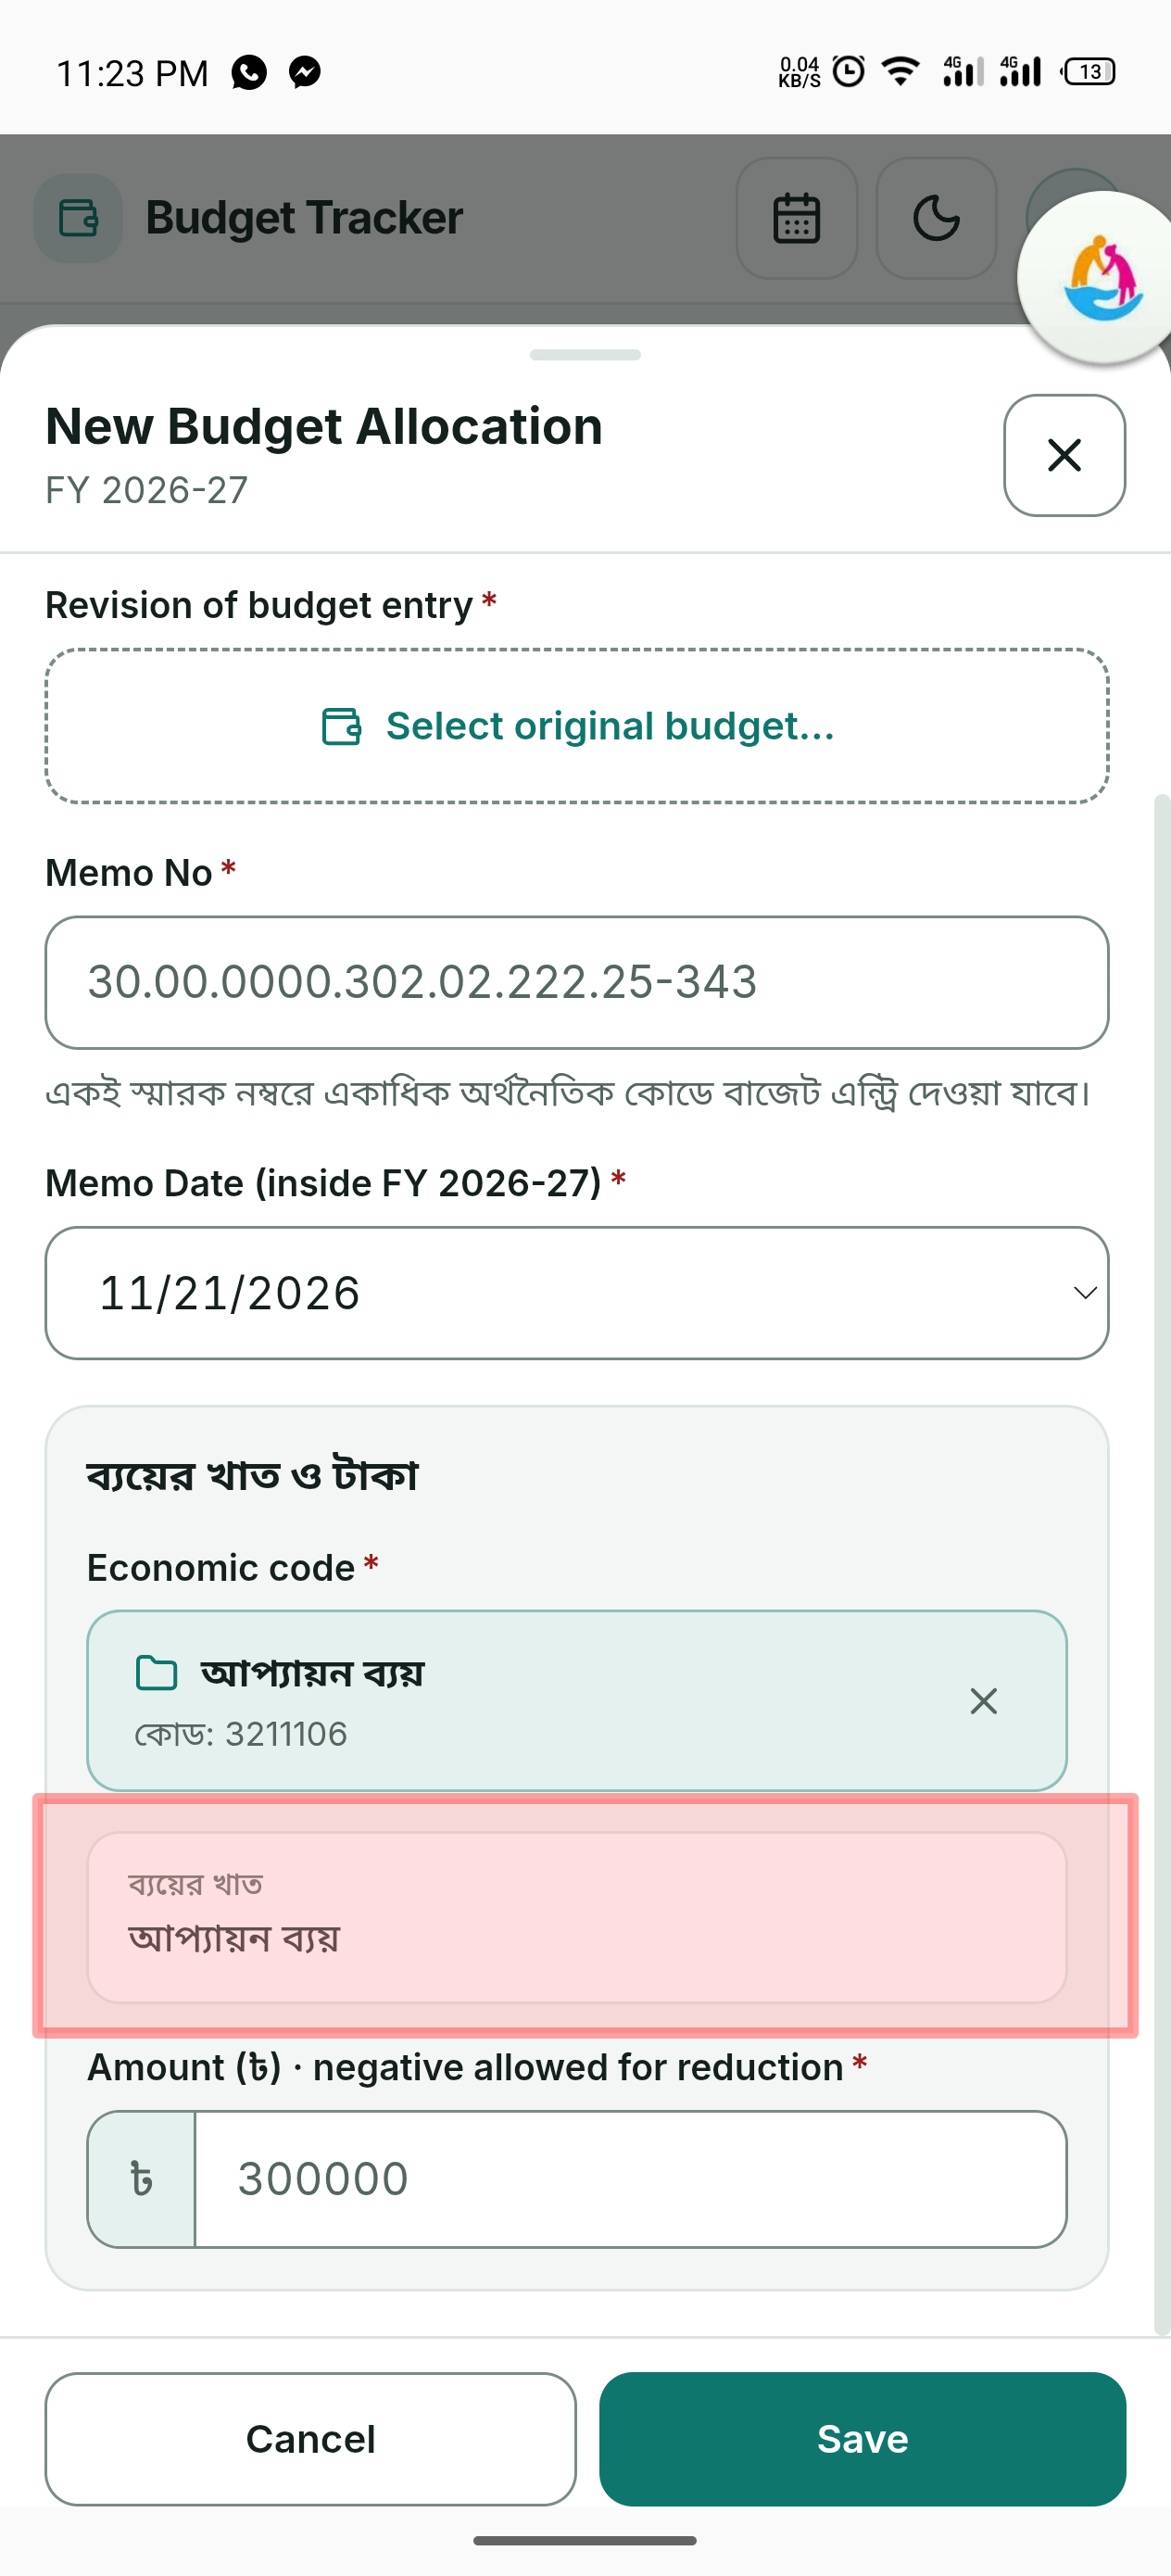 11:23 PM
0.04 KB/S
4G
4G
13
Budget Tracker
New Budget Allocation
FY 2026-27
Revision of budget entry *
Select original budget...
Memo No *
30.00.0000.302.02.222.25-343
একই স্মারক নম্বরে একাধিক অর্থনৈতিক কোডে বাজেট এন্ট্রি দেওয়া যাবে।
Memo Date (inside FY 2026-27) *
11/21/2026
ব্যয়ের খাত ও টাকা
Economic code *
আপ্যায়ন ব্যয়
কোড: 3211106
ব্যয়ের খাত
আপ্যায়ন ব্যয়
Amount (৳) · negative allowed for reduction *
৳ 300000
Cancel
Save